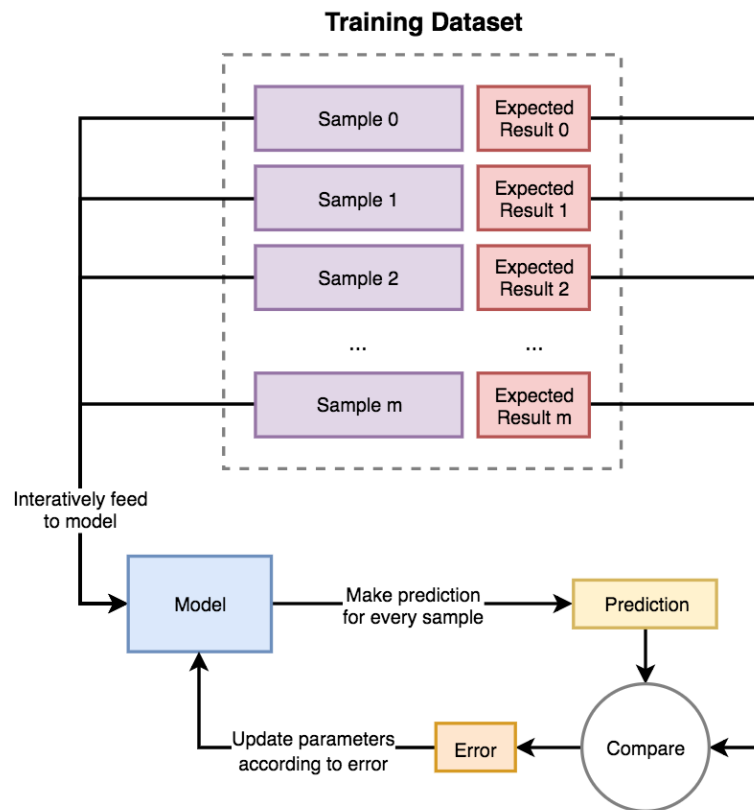 Training Dataset
Sample 0
Expected
Result 0
Sample 1
Expected
Result 1
Sample 2
Expected
Result 2
...
...
Sample m
Expected
Result m
Interatively feed
to model
Model
Make prediction
for every sample
Prediction
Update parameters
according to error
Error
Compare